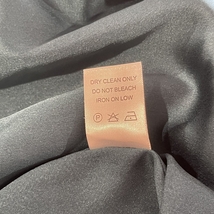 DRY CLEAN ONLY
DO NOT BLEACH
IRON ON LOW
P